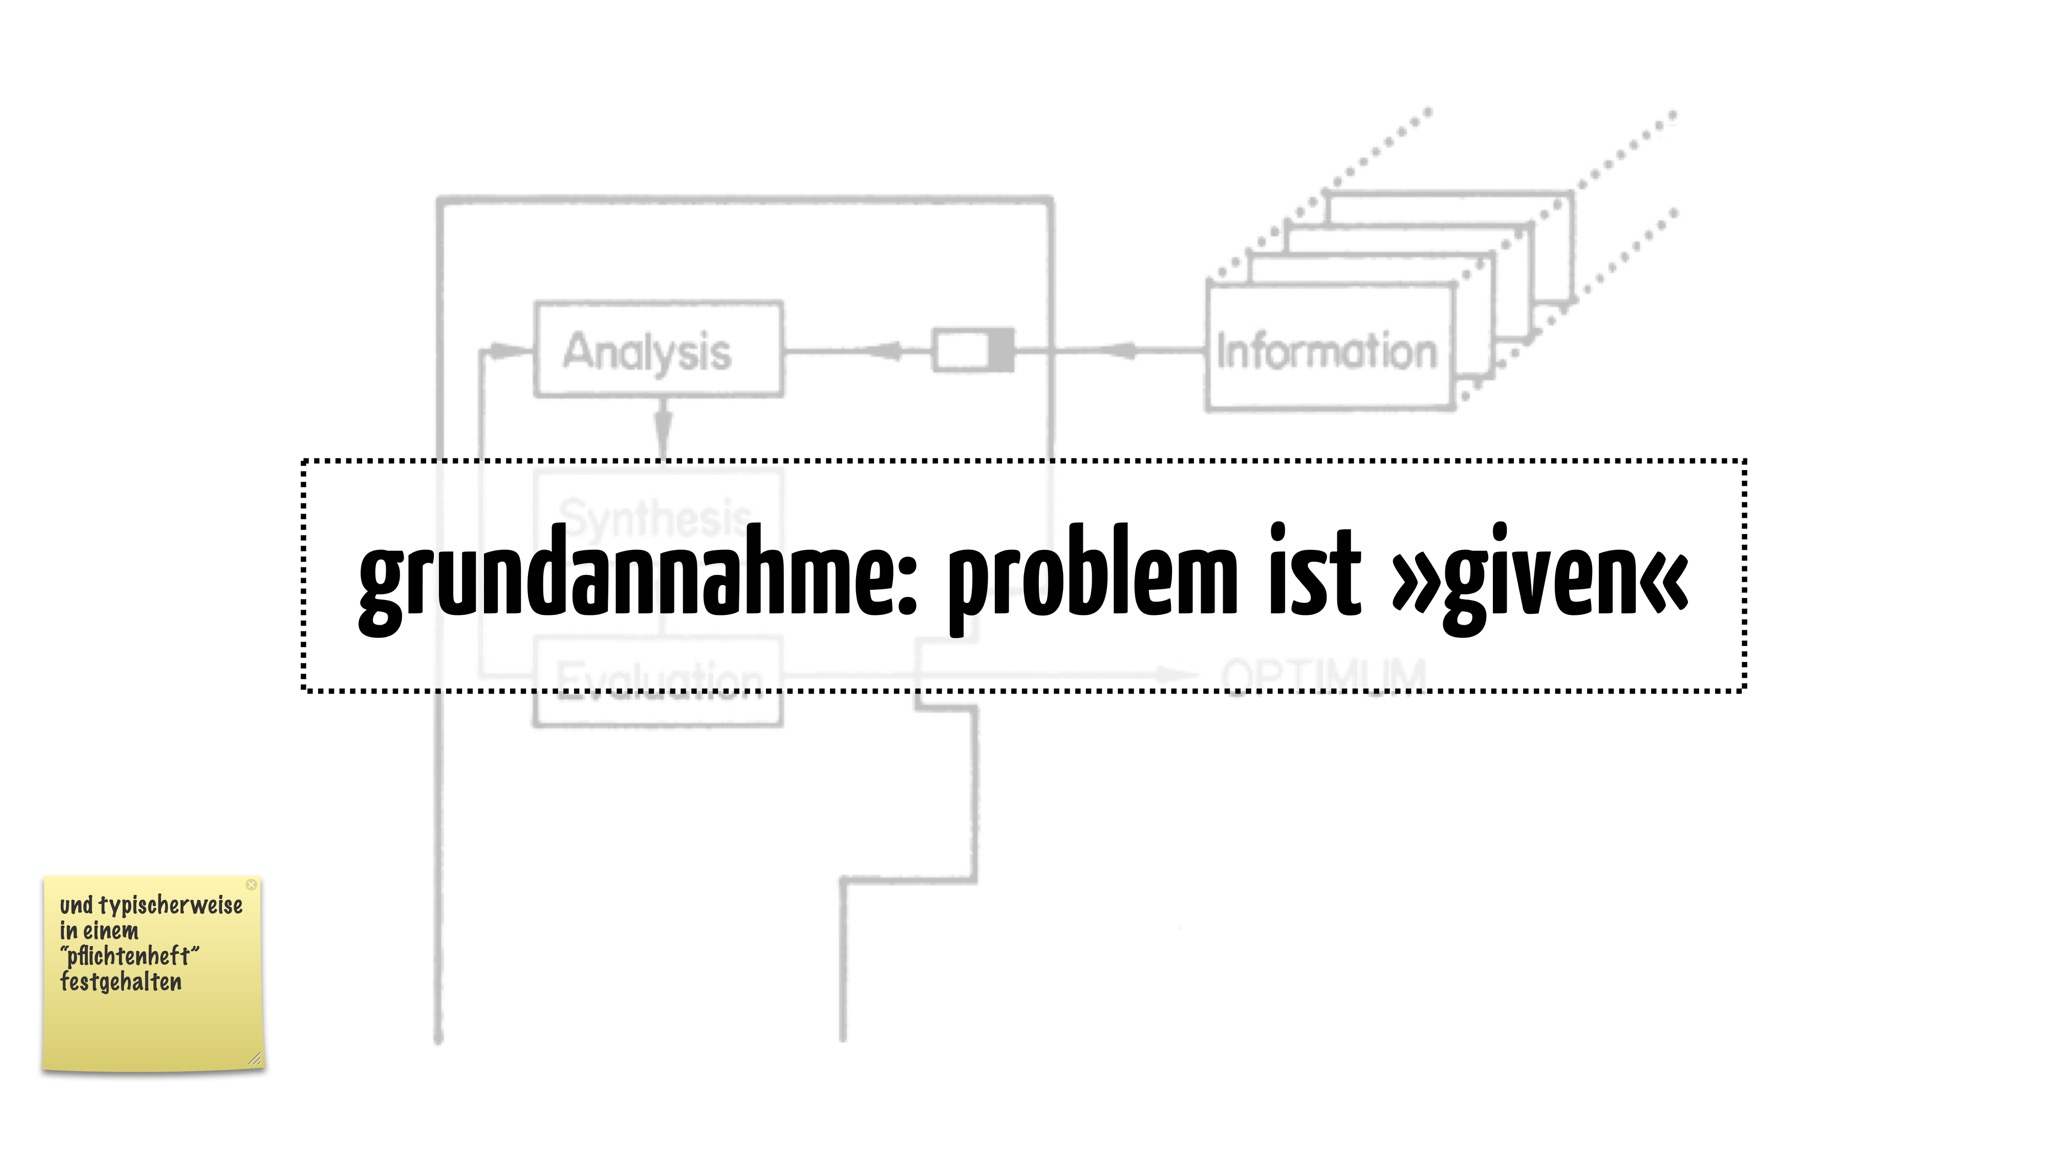 Analysis
Information
Synthesis
grundannahme: problem ist »given«
Evaluation
OPTIMUM
und typischerweise
in einem
“pflichtenheft”
festgehalten